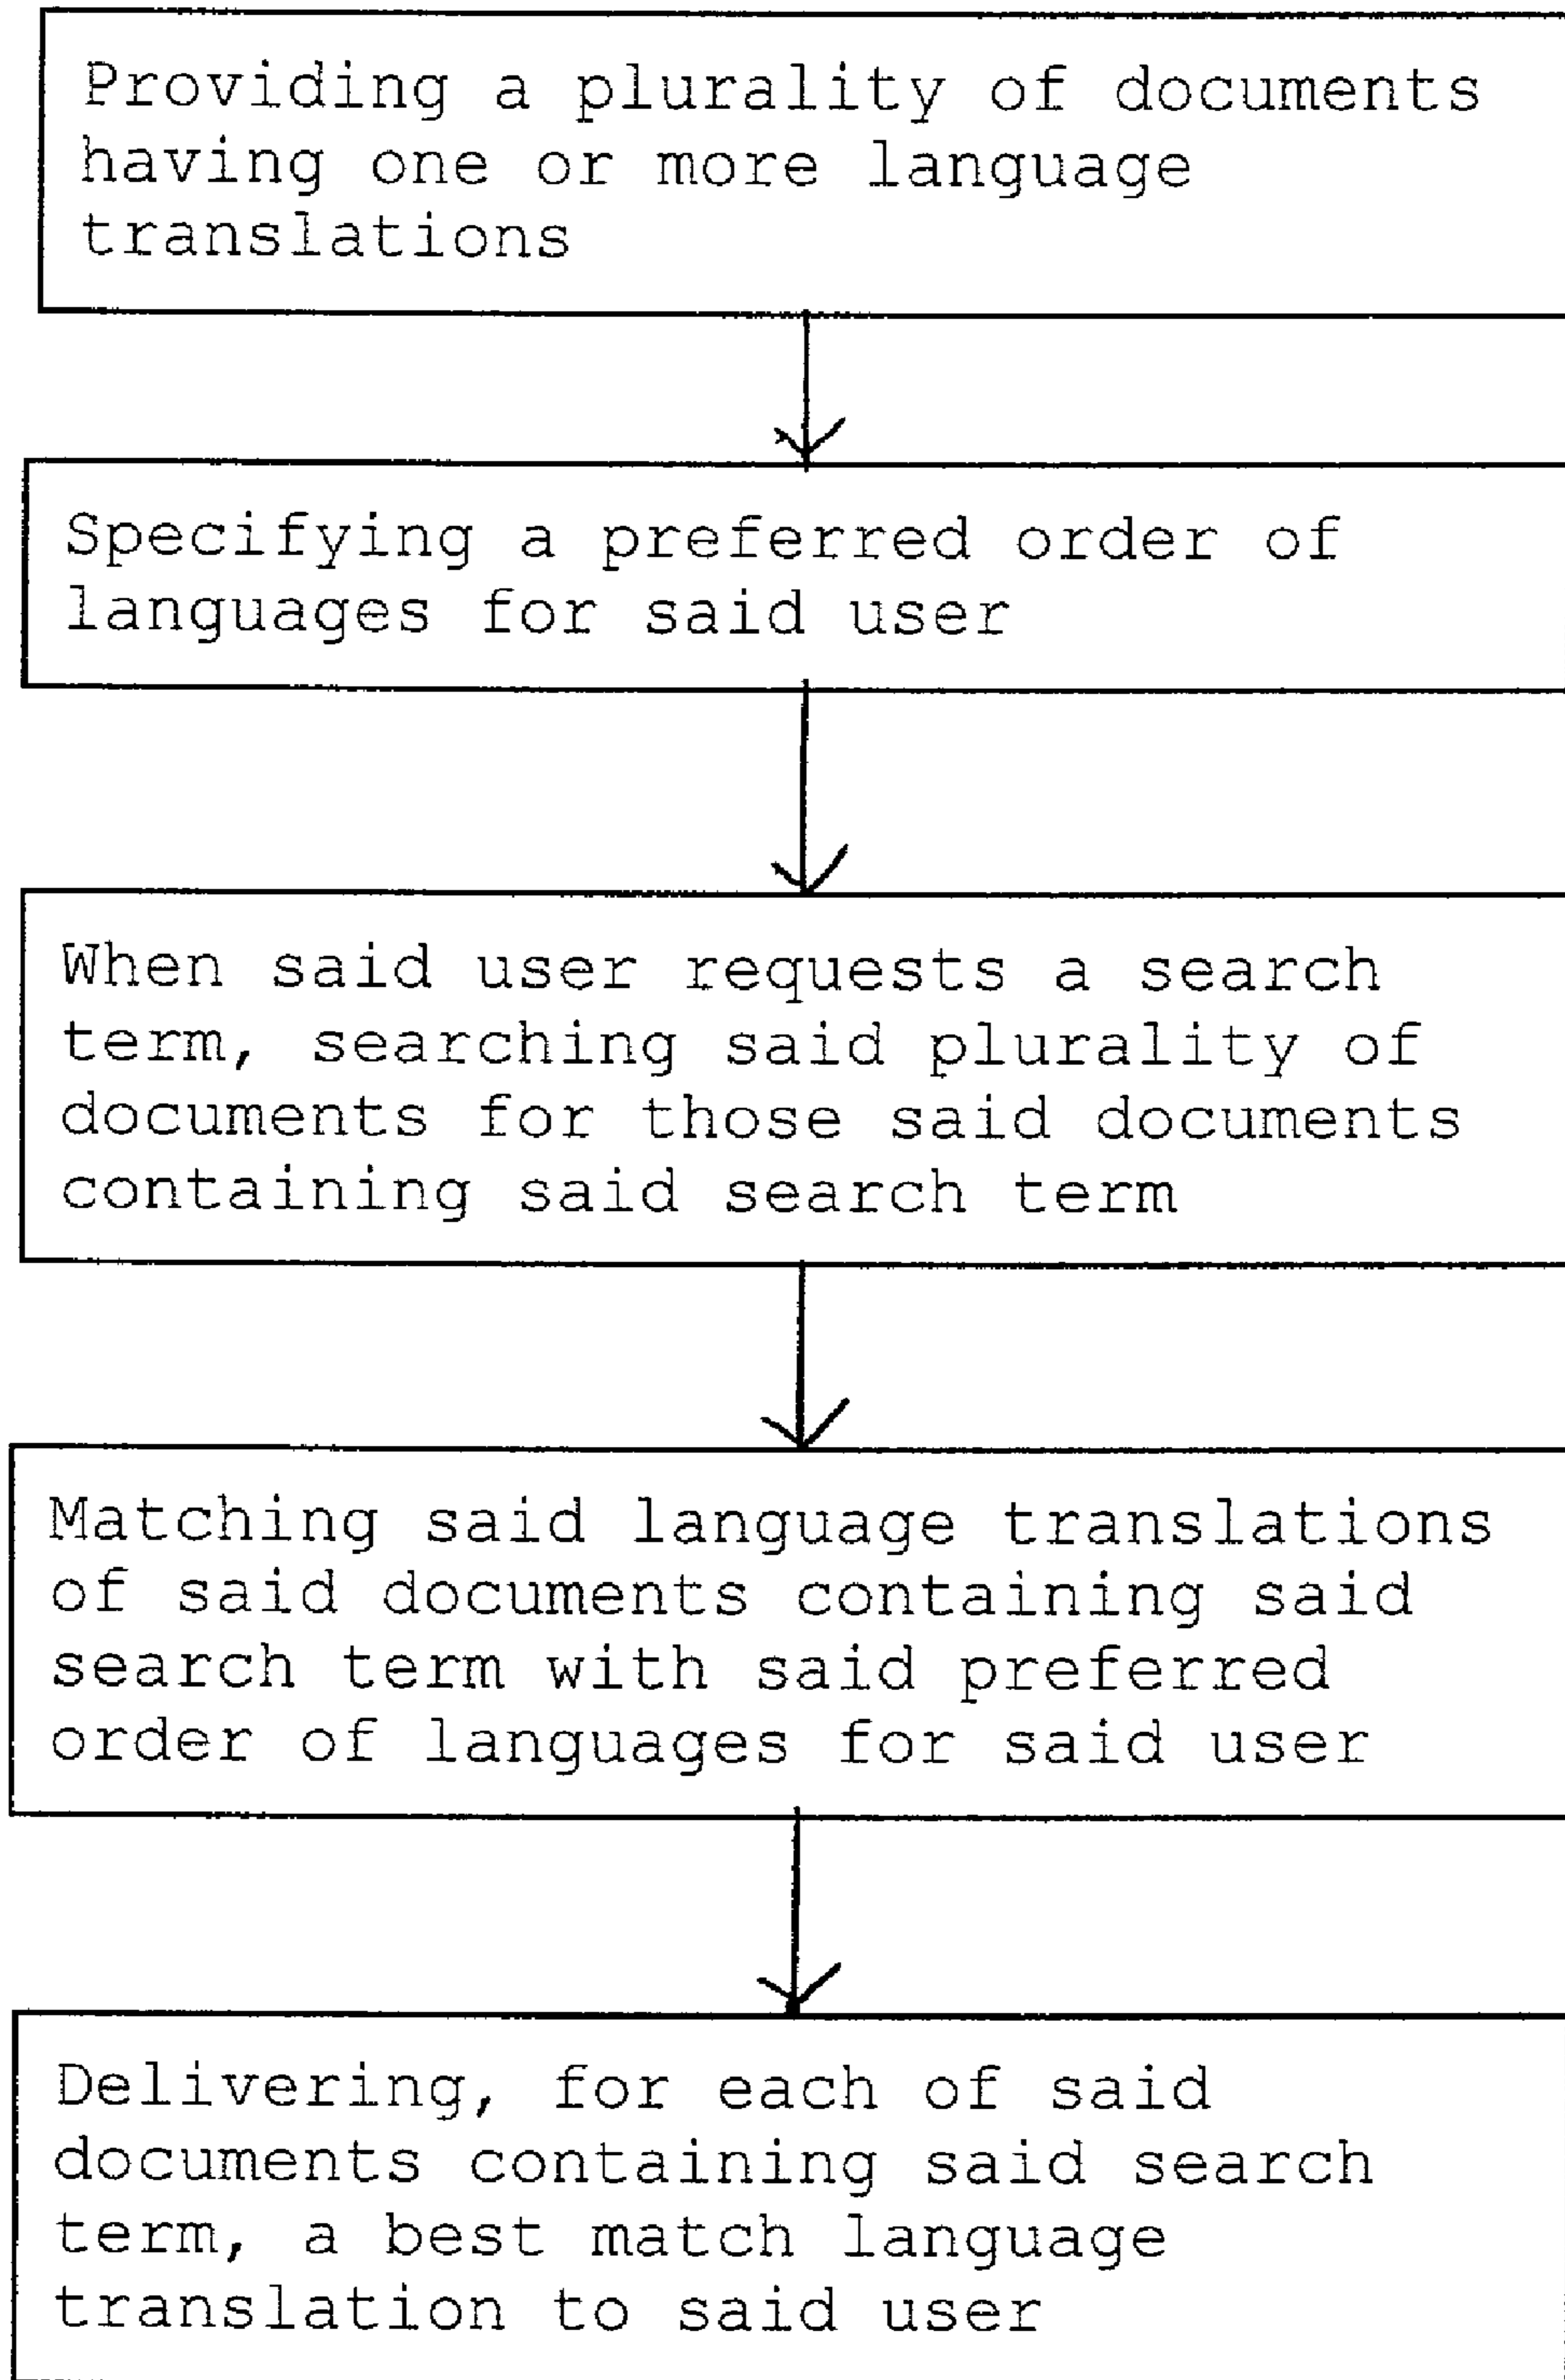 Providing a plurality of documents
having one or more language
translations
Specifying a preferred order of
languages for said user
When said user requests a search
term, searching said plurality of
documents for those said documents
containing said search term
Matching said language translations
of said documents containing said
search term with said preferred
order of languages for said user
Delivering, for each of said
documents containing said search
term, a best match language
translation to said user